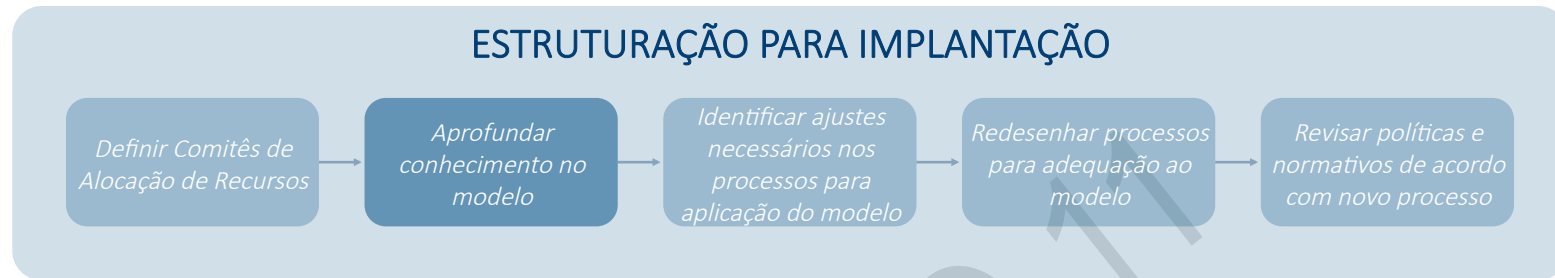 ESTRUTURAÇÃO PARA IMPLANTAÇÃO
Definir Comitês de
Alocação de Recursos
Aprofundar
conhecimento no
modelo
Identificar ajustes
necessários nos
processos para
aplicação do modelo
Redesenhar processos
para adequação ao
modelo
Revisar políticas e
normativos de acordo
com novo processo